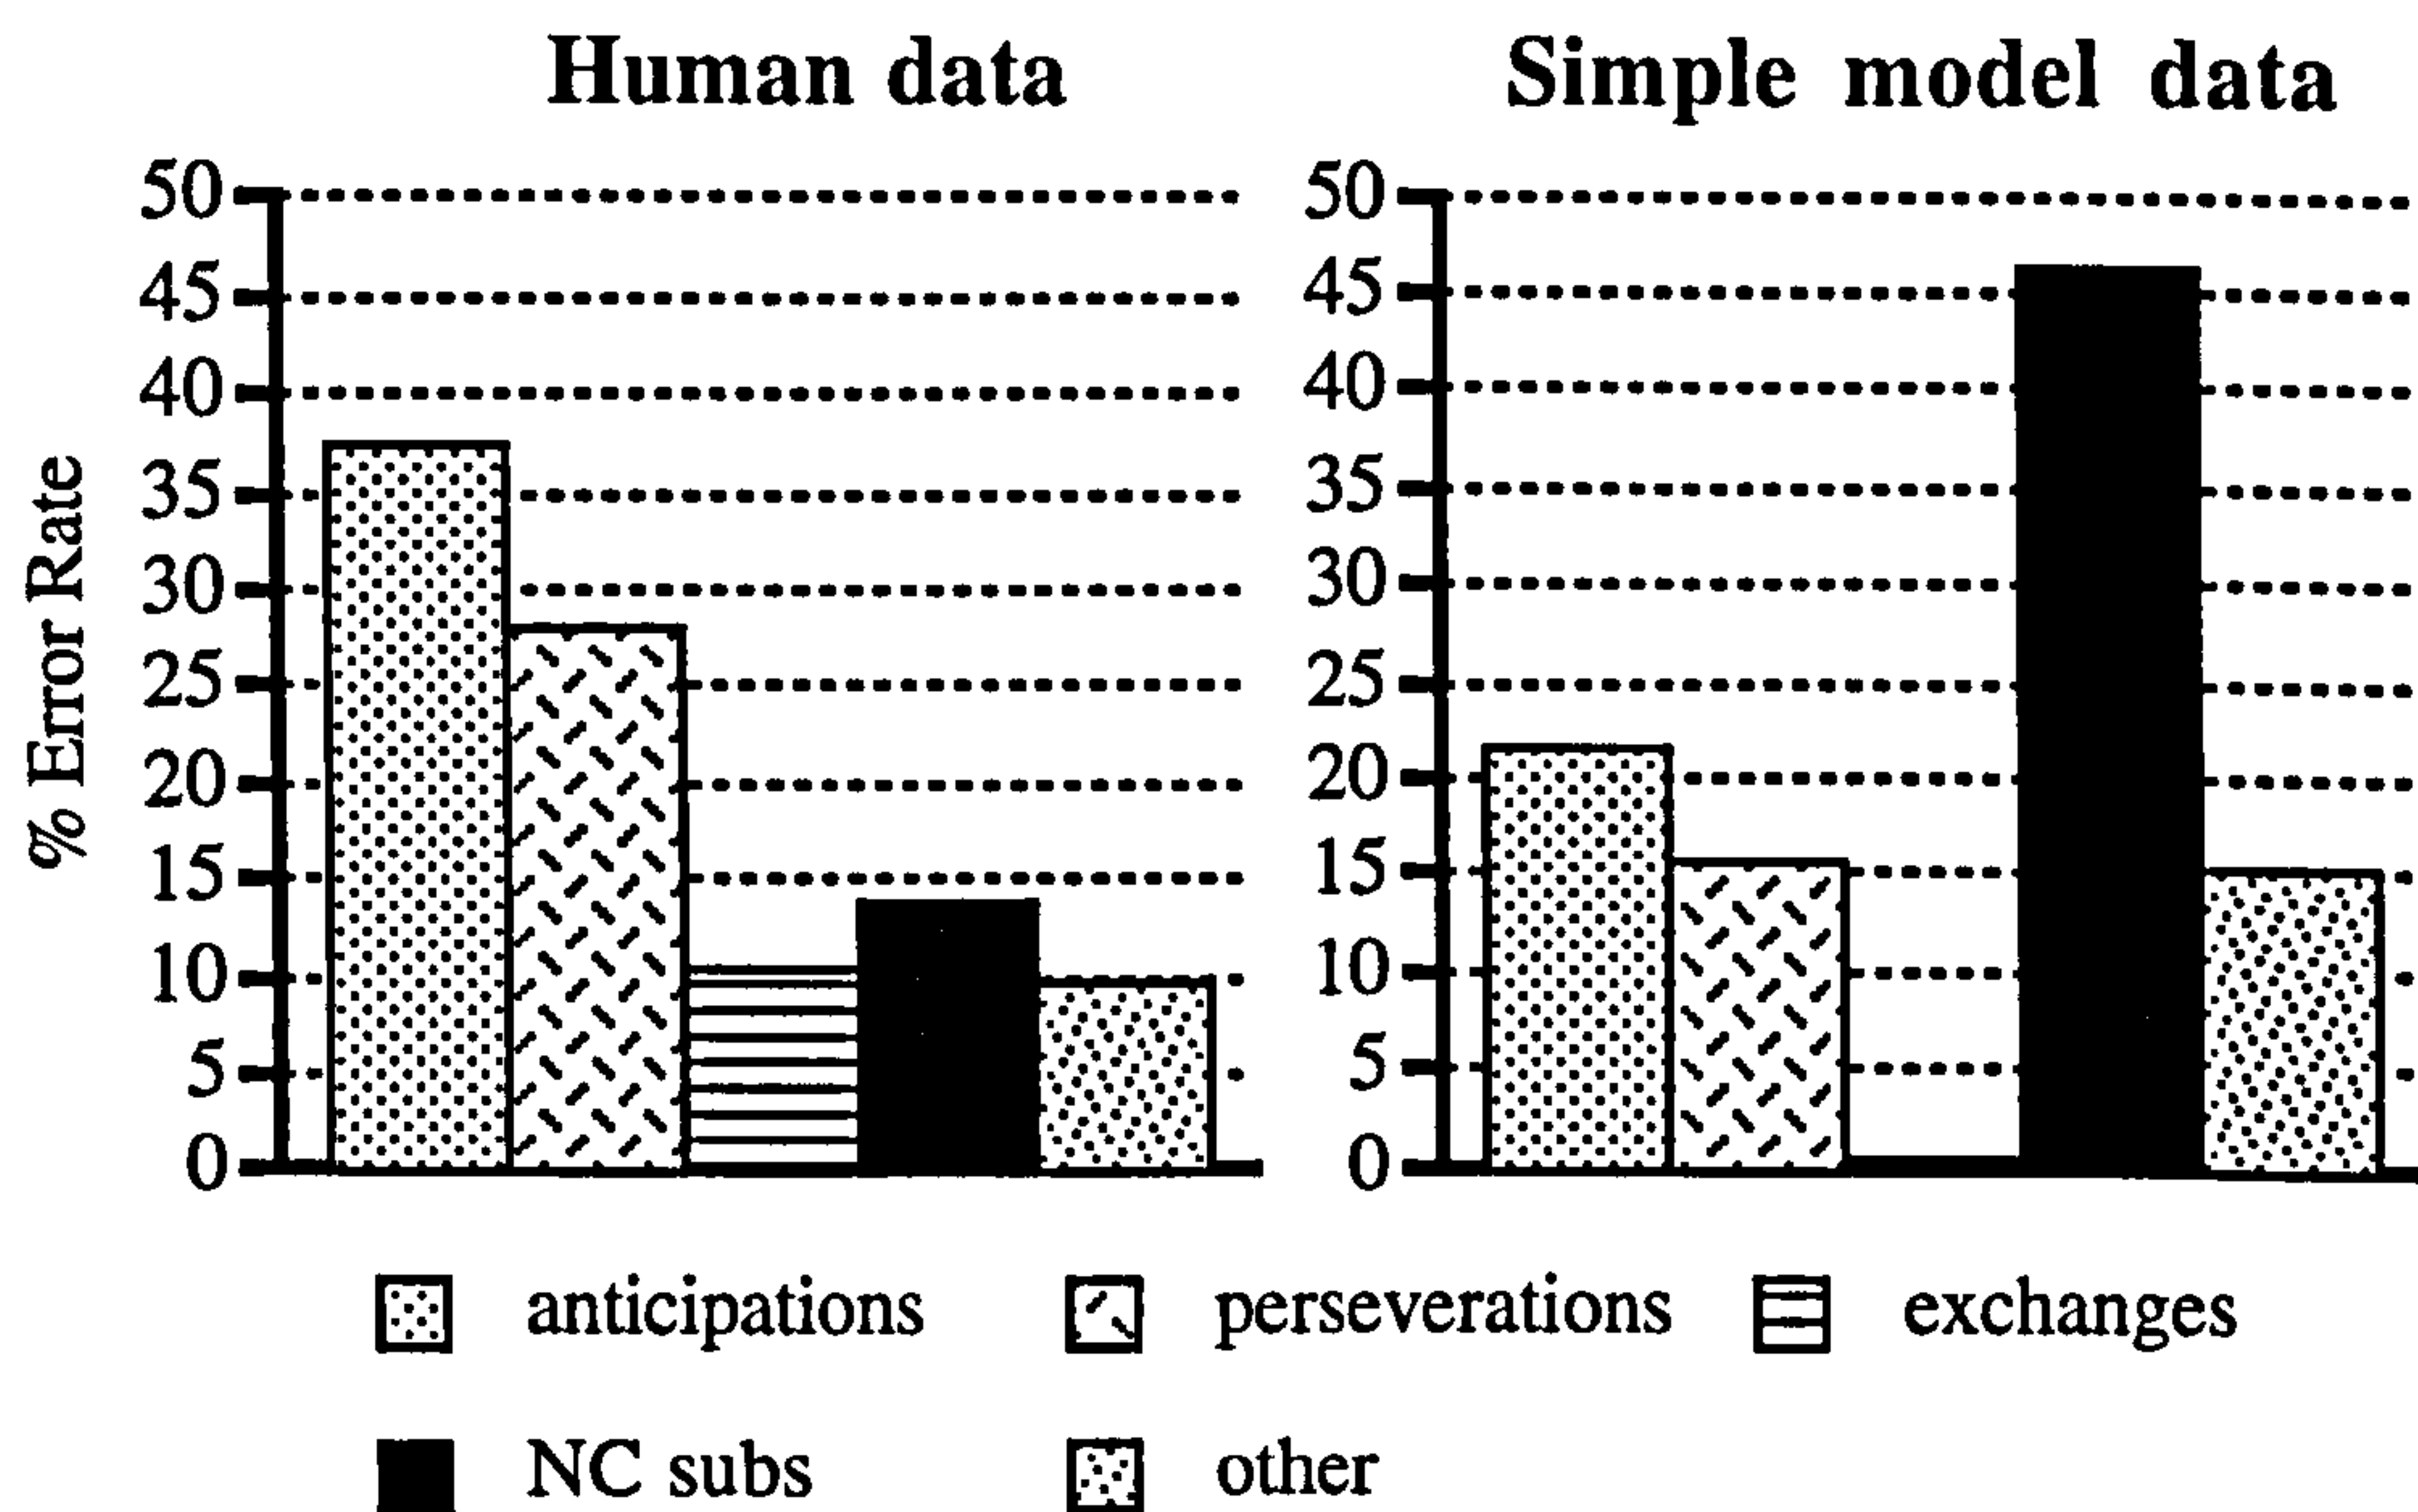 Human data
Simple model data
% Error Rate
50
45
40
35
30
25
20
15
10
5
0
50
45
40
35
30
25
20
15
10
5
0
anticipations
perseverations
exchanges
NC subs
other